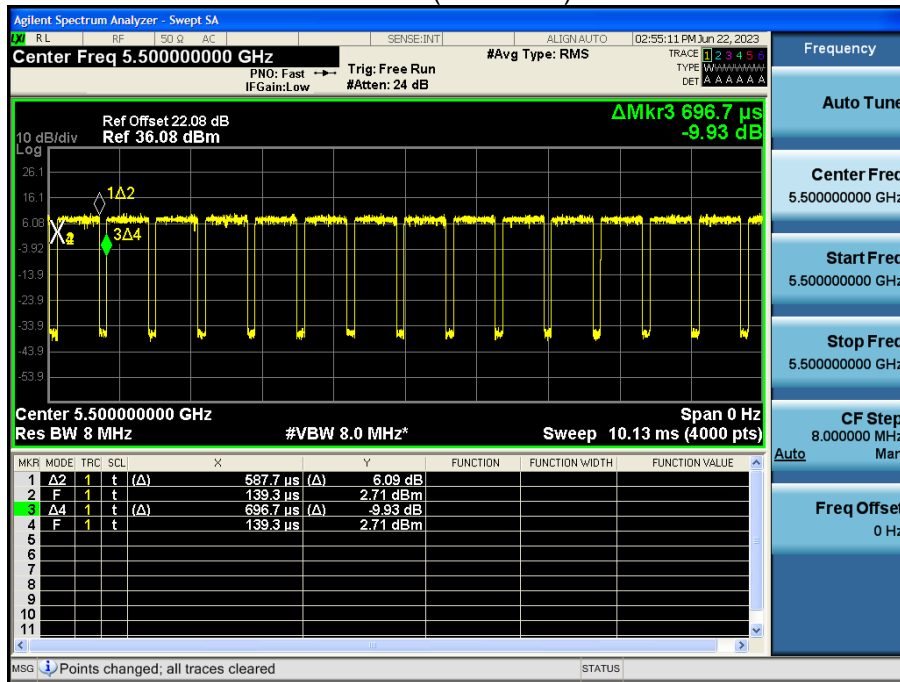 Agilent Spectrum Analyzer - Swept SA
LXI RL RF 50 Ω AC SENSE:INT ALIGN AUTO 02:55:11 PM Jun 22, 2023
Center Freq 5.500000000 GHz #Avg Type: RMS TRACE 1 2 3 4 5 6
PNO: Fast Trig: Free Run TYPE WWWWWW
IFGain:Low #Atten: 24 dB DET A A A A A A
Ref Offset 22.08 dB ΔMkr3 696.7 µs
10 dB/div Ref 36.08 dBm -9.93 dB
Log
26.1
16.1
6.08
-3.92
-13.9
-23.9
-33.9
-43.9
-53.9
1Δ2
3Δ4
Center 5.500000000 GHz Span 0 Hz
Res BW 8 MHz #VBW 8.0 MHz* Sweep 10.13 ms (4000 pts)
MKR MODE TRC SCL X Y FUNCTION FUNCTION WIDTH FUNCTION VALUE
1 Δ2 1 t (Δ) 587.7 µs (Δ) 6.09 dB
2 F 1 t 139.3 µs 2.71 dBm
3 Δ4 1 t (Δ) 696.7 µs (Δ) -9.93 dB
4 F 1 t 139.3 µs 2.71 dBm
5
6
7
8
9
10
11
MSG Points changed; all traces cleared STATUS
Frequency
Auto Tune
Center Freq
5.500000000 GHz
Start Freq
5.500000000 GHz
Stop Freq
5.500000000 GHz
CF Step
8.000000 MHz
Auto Man
Freq Offset
0 Hz